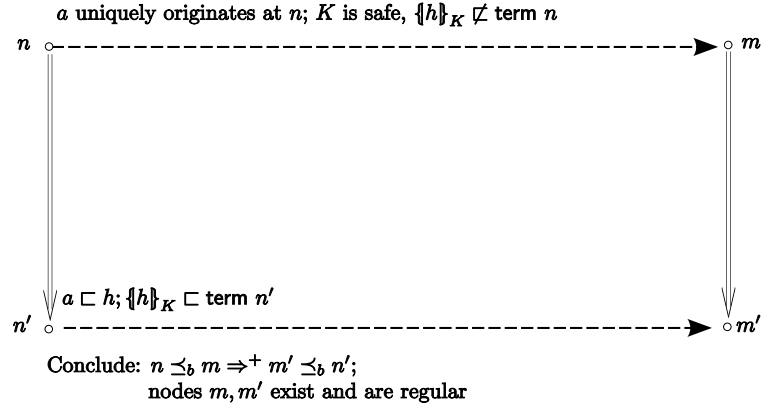 a uniquely originates at n; K is safe, {|h|}_K ⊄ term n
n
m
a ⊏ h; {|h|}_K ⊏ term n′
n′
m′
Conclude: n ⪯_b m ⇒⁺ m′ ⪯_b n′;
nodes m, m′ exist and are regular